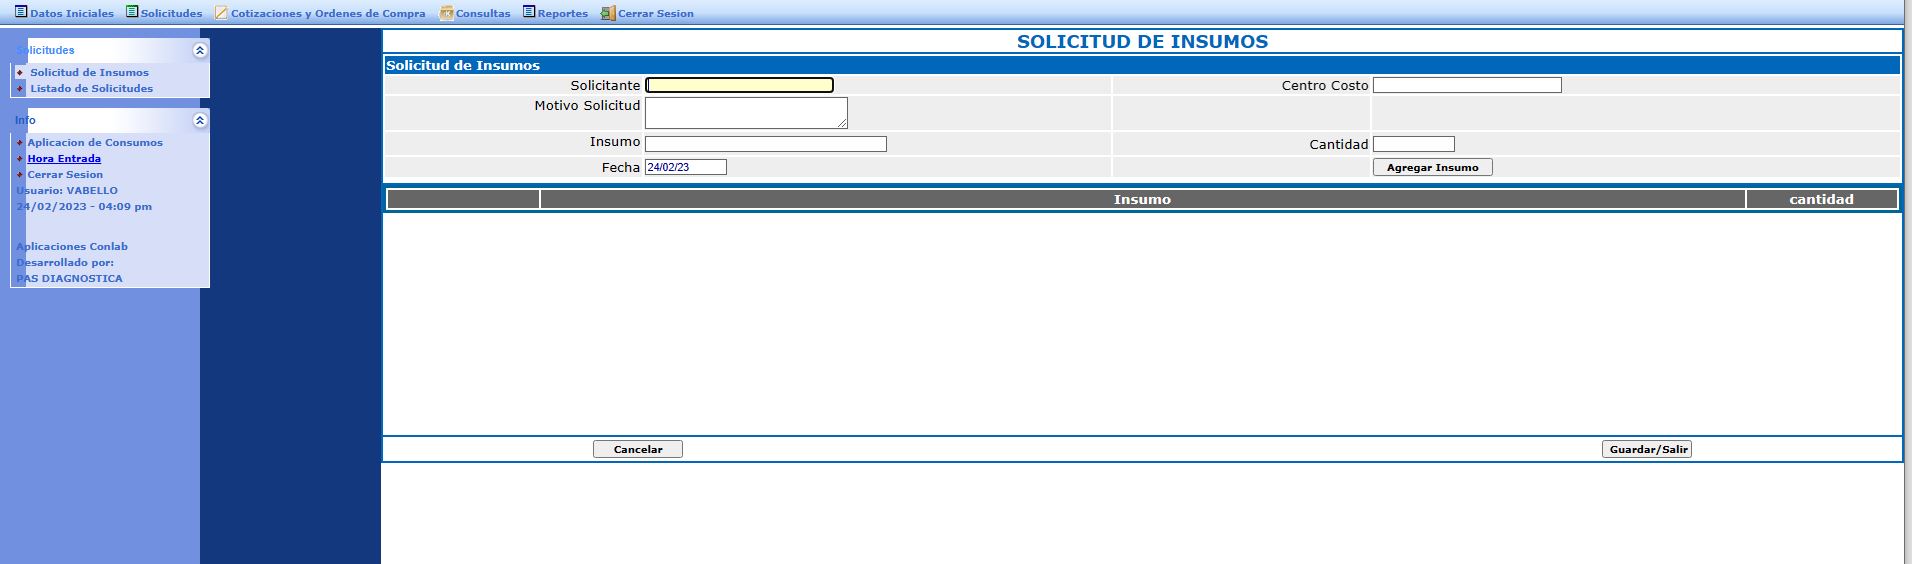 Datos Iniciales Solicitudes Cotizaciones y Ordenes de Compra Consultas Reportes Cerrar Sesion
Solicitudes
Solicitud de Insumos
Listado de Solicitudes
Info
Aplicacion de Consumos
Hora Entrada
Cerrar Sesion
Usuario: VABELLO
24/02/2023 - 04:09 pm
Aplicaciones Conlab
Desarrollado por:
PAS DIAGNOSTICA
SOLICITUD DE INSUMOS
Solicitud de Insumos
Solicitante Centro Costo
Motivo Solicitud
Insumo Cantidad
Fecha 24/02/23 Agregar Insumo
Insumo cantidad
Cancelar Guardar/Salir